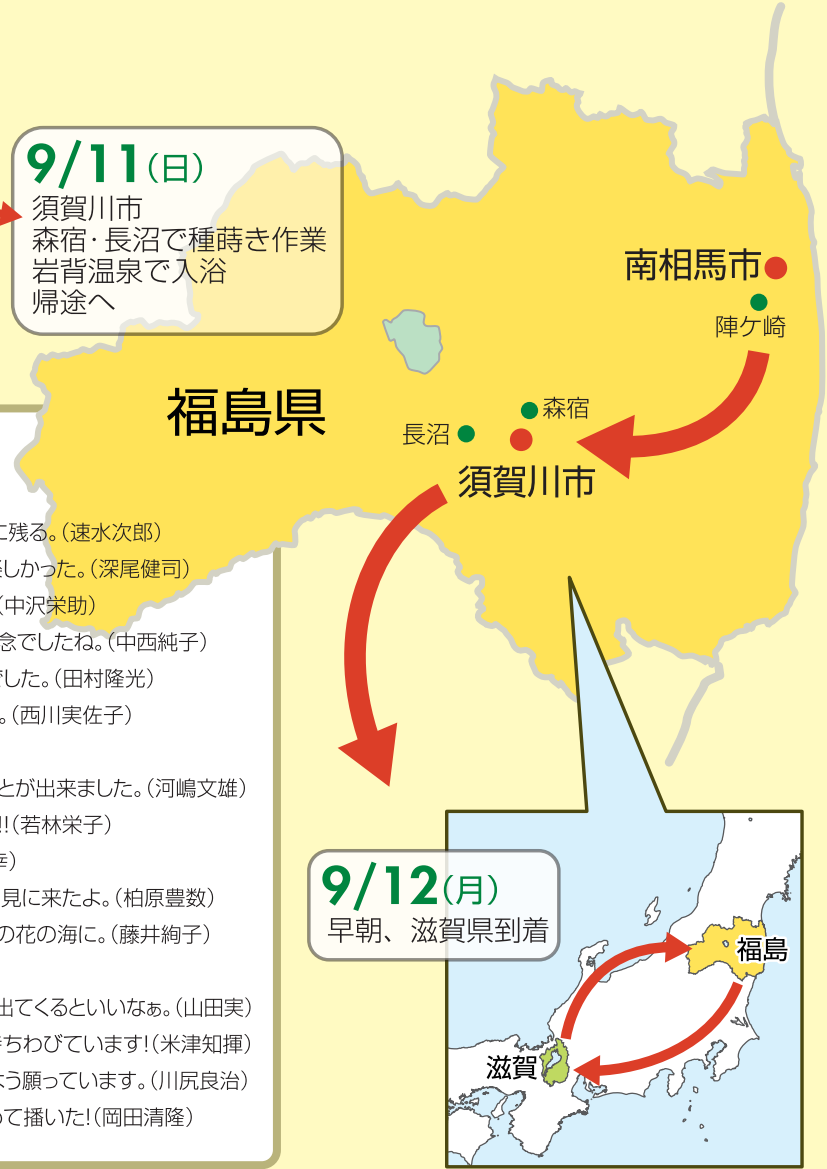 9/11(日)
須賀川市
森宿・長沼で種蒔き作業
岩背温泉で入浴
帰途へ
南相馬市
陣ケ崎
福島県
森宿
長沼
須賀川市
に残る。(速水次郎)
しかった。(深尾健司)
(中沢栄助)
念でしたね。(中西純子)
でした。(田村隆光)
。(西川実佐子)
とが出来ました。(河嶋文雄)
!!(若林栄子)
)
見に来たよ。(柏原豊数)
の花の海に。(藤井絢子)
出てくるといいなぁ。(山田実)
ちわびています!(米津知揮)
よう願っています。(川尻良治)
って播いた!(岡田清隆)
9/12(月)
早朝、滋賀県到着
福島
滋賀